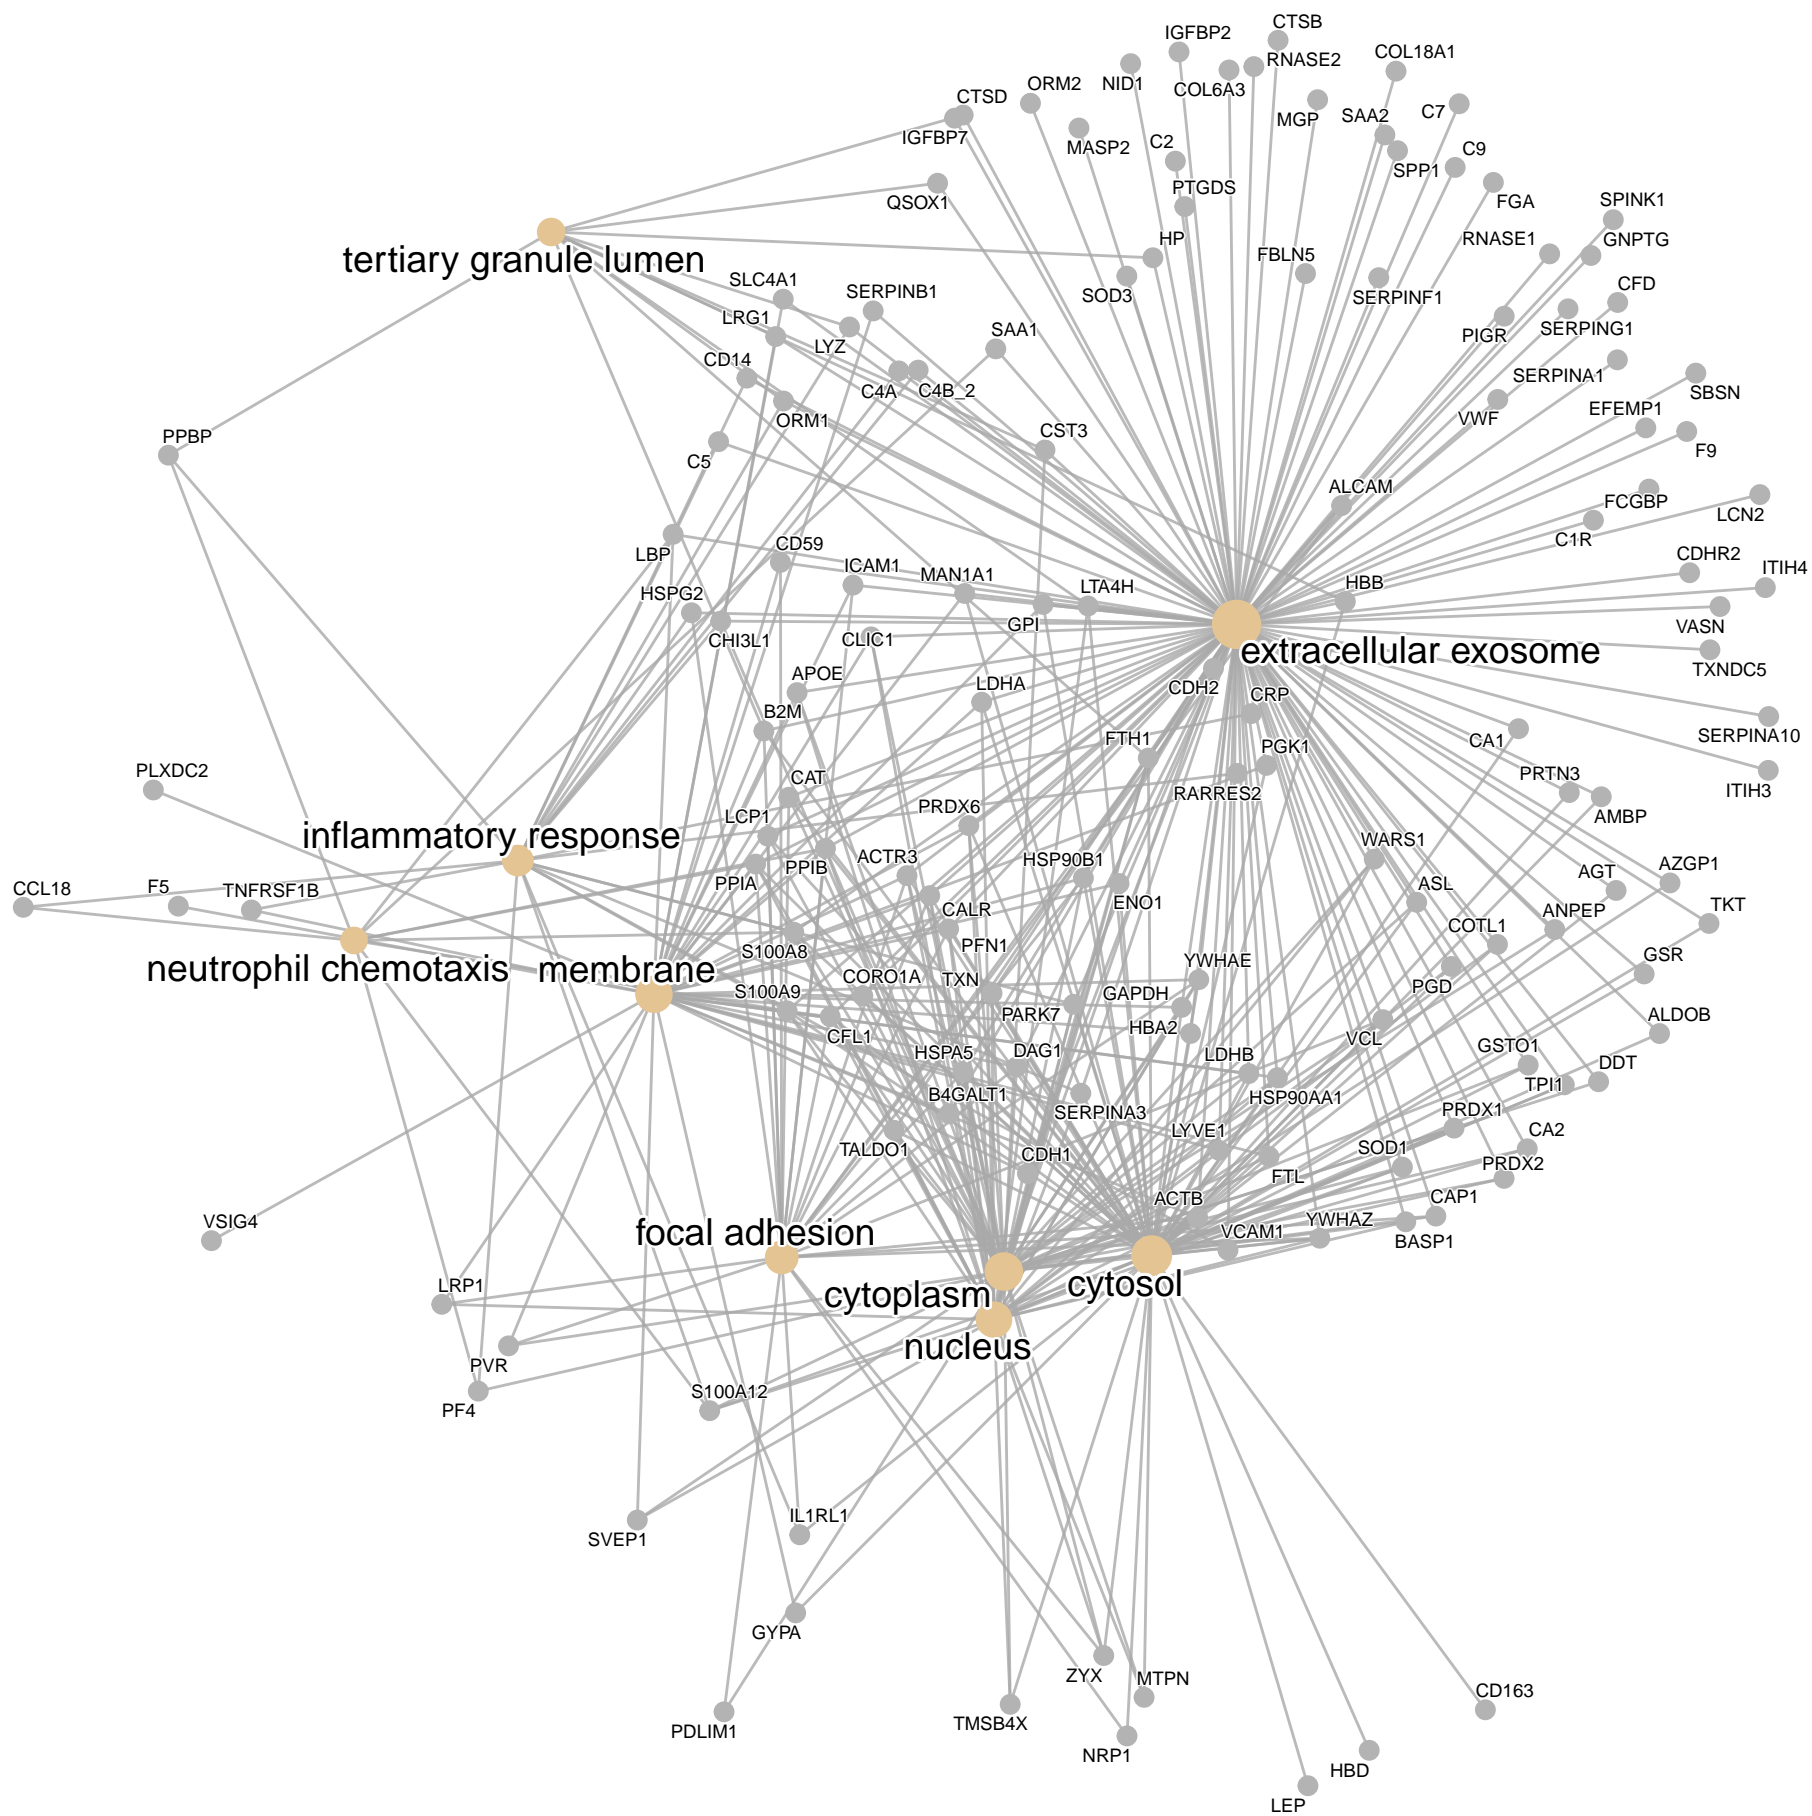 CTSB
IGFBP2
RNASE2
COL18A1
NID1
COL6A3
ORM2
CTSD
IGFBP7
MASP2
C2
MGP
SAA2
C7
C9
SPP1
PTGDS
QSOX1
FGA
SPINK1
GNPTG
RNASE1
HP
FBLN5
tertiary granule lumen
SLC4A1
SERPINB1
SOD3
SERPINF1
CFD
LRG1
LYZ
SAA1
PIGR
SERPING1
CD14
C4A
C4B_2
SERPINA1
SBSN
ORM1
CST3
VWF
EFEMP1
PPBP
C5
F9
ALCAM
FCGBP
LCN2
LBP
CD59
C1R
ICAM1
MAN1A1
LTA4H
HBB
CDHR2
ITIH4
HSPG2
CHI3L1
CLIC1
GPI
VASN
extracellular exosome
TXNDC5
APOE
LDHA
CDH2
CRP
B2M
FTH1
PGK1
CA1
SERPINA10
PLXDC2
CAT
PRTN3
ITIH3
LCP1
PRDX6
RARRES2
AMBP
inflammatory response
WARS1
PPIB
ACTR3
HSP90B1
PPIA
AGT
AZGP1
CCL18
F5
TNFRSF1B
ASL
CALR
ENO1
ANPEP
TKT
COTL1
PFN1
S100A8
GSR
neutrophil chemotaxis
membrane
CORO1A
TXN
YWHAE
S100A9
GAPDH
PGD
PARK7
HBA2
ALDOB
CFL1
VCL
HSPA5
DAG1
LDHB
GSTO1
DDT
TPI1
B4GALT1
HSP90AA1
SERPINA3
PRDX1
LYVE1
CA2
TALDO1
CDH1
SOD1
PRDX2
FTL
ACTB
CAP1
VSIG4
focal adhesion
VCAM1
YWHAZ
BASP1
LRP1
cytoplasm
cytosol
nucleus
PVR
S100A12
PF4
IL1RL1
SVEP1
GYPA
ZYX
MTPN
CD163
PDLIM1
TMSB4X
NRP1
HBD
LEP